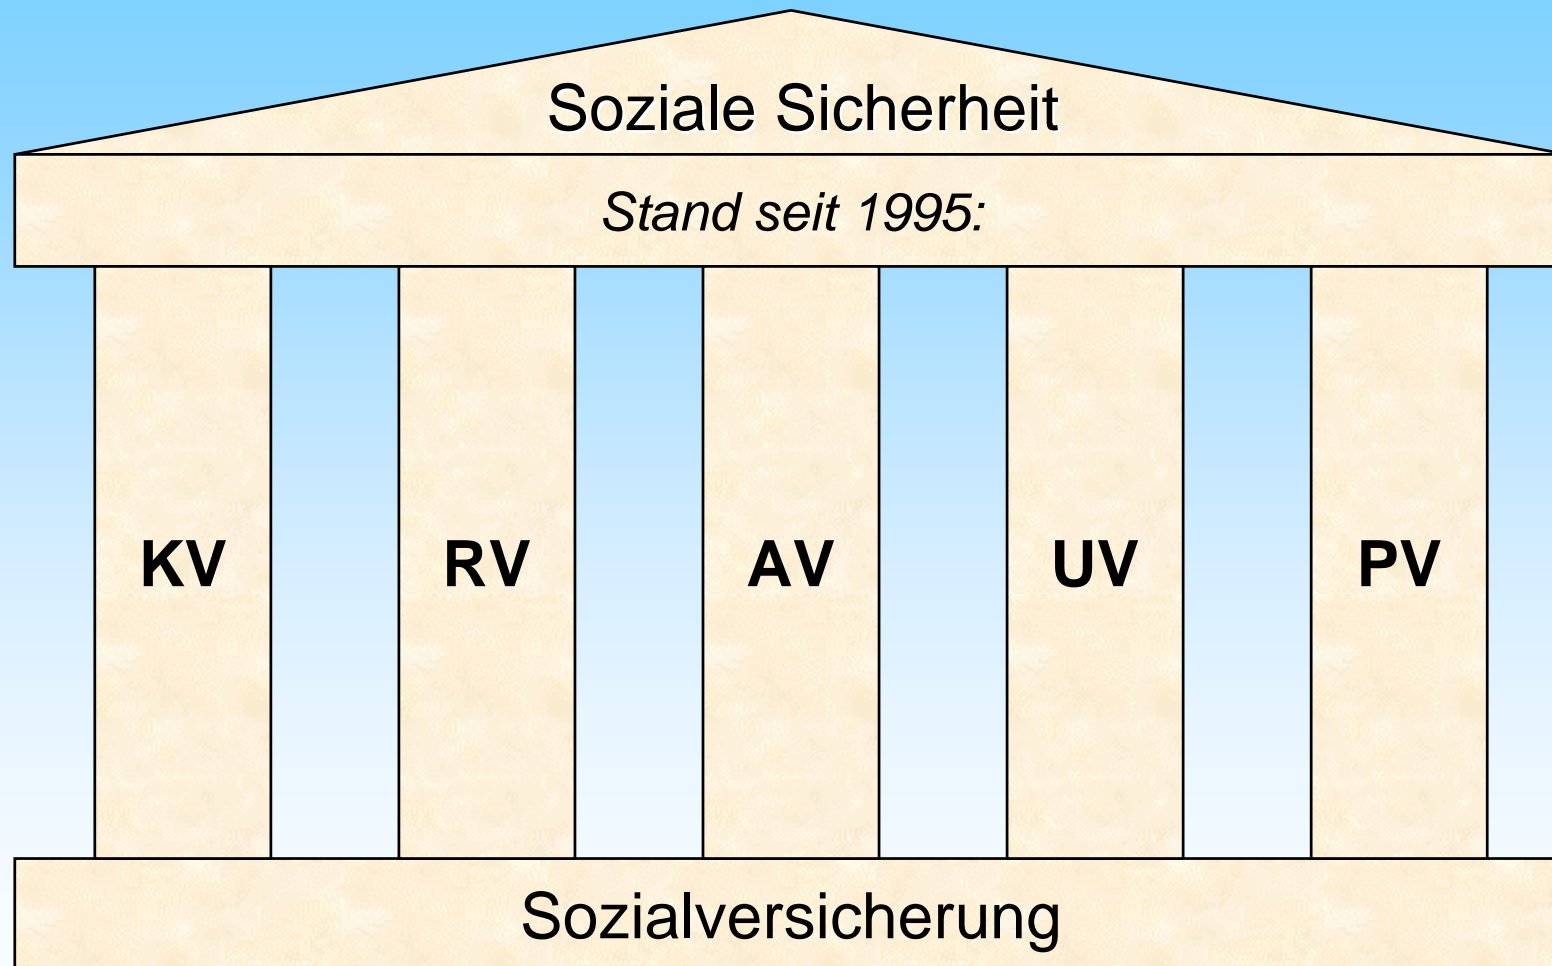 Soziale Sicherheit
Stand seit 1995:
KV RV AV UV PV
Sozialversicherung